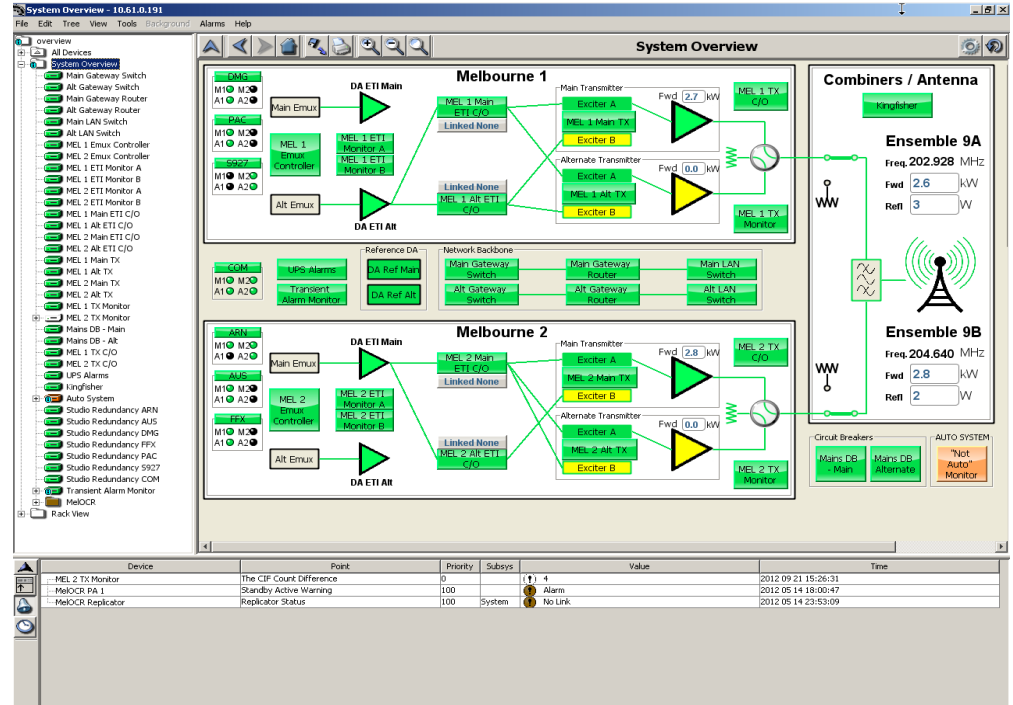 System Overview - 10.61.0.191
File Edit Tree View Tools Background Alarms Help
overview
All Devices
System Overview
Main Gateway Switch
Alt Gateway Switch
Main Gateway Router
Alt Gateway Router
Main LAN Switch
Alt LAN Switch
MEL 1 Emux Controller
MEL 2 Emux Controller
MEL 1 ETI Monitor A
MEL 1 ETI Monitor B
MEL 2 ETI Monitor A
MEL 2 ETI Monitor B
MEL 1 Main ETI C/O
MEL 1 Alt ETI C/O
MEL 2 Main ETI C/O
MEL 2 Alt ETI C/O
MEL 1 Main TX
MEL 1 Alt TX
MEL 2 Main TX
MEL 2 Alt TX
MEL 1 TX Monitor
MEL 2 TX Monitor
Mains DB - Main
Mains DB - Alt
MEL 1 TX C/O
MEL 2 TX C/O
UPS Alarms
Kingfisher
Auto System
Studio Redundancy ARN
Studio Redundancy AUS
Studio Redundancy DMG
Studio Redundancy FFX
Studio Redundancy PAC
Studio Redundancy S927
Studio Redundancy COM
Transient Alarm Monitor
MelOCR
Rack View
System Overview
Melbourne 1
DMG
M1 M2
A1 A2
PAC
M1 M2
A1 A2
S927
M1 M2
A1 A2
Main Emux
MEL 1
Emux
Controller
Alt Emux
DA ETI Main
MEL 1 ETI
Monitor A
MEL 1 ETI
Monitor B
DA ETI Alt
MEL 1 Main
ETI C/O
Linked None
Linked None
MEL 1 Alt ETI
C/O
Main Transmitter
Exciter A
MEL 1 Main TX
Exciter B
Fwd 2.7 kW
Alternate Transmitter
Exciter A
MEL 1 Alt TX
Exciter B
Fwd 0.0 kW
MEL 1 TX
C/O
MEL 1 TX
Monitor
COM
M1 M2
A1 A2
UPS Alarms
Transient
Alarm Monitor
Reference DA
DA Ref Main
DA Ref Alt
Network Backbone
Main Gateway
Switch
Main Gateway
Router
Main LAN
Switch
Alt Gateway
Switch
Alt Gateway
Router
Alt LAN
Switch
Melbourne 2
ARN
M1 M2
A1 A2
AUS
M1 M2
A1 A2
FFX
M1 M2
A1 A2
Main Emux
MEL 2
Emux
Controller
Alt Emux
DA ETI Main
MEL 2 ETI
Monitor A
MEL 2 ETI
Monitor B
DA ETI Alt
MEL 2 Main
ETI C/O
Linked None
Linked None
MEL 2 Alt ETI
C/O
Main Transmitter
Exciter A
MEL 2 Main TX
Exciter B
Fwd 2.8 kW
Alternate Transmitter
Exciter A
MEL 2 Alt TX
Exciter B
Fwd 0.0 kW
MEL 2 TX
C/O
MEL 2 TX
Monitor
Combiners / Antenna
Kingfisher
Ensemble 9A
Freq. 202.928 MHz
Fwd 2.6 kW
Refl 3 W
Ensemble 9B
Freq. 204.640 MHz
Fwd 2.8 kW
Refl 2 W
Circuit Breakers
Mains DB
- Main
Mains DB
Alternate
AUTO SYSTEM
"Not
Auto"
Monitor
Device Point Priority Subsys Value Time
MEL 2 TX Monitor The CIF Count Difference 0 4 2012 09 21 15:26:31
MelOCR PA 1 Standby Active Warning 100 Alarm 2012 05 14 18:00:47
MelOCR Replicator Replicator Status 100 System No Link 2012 05 14 23:53:09